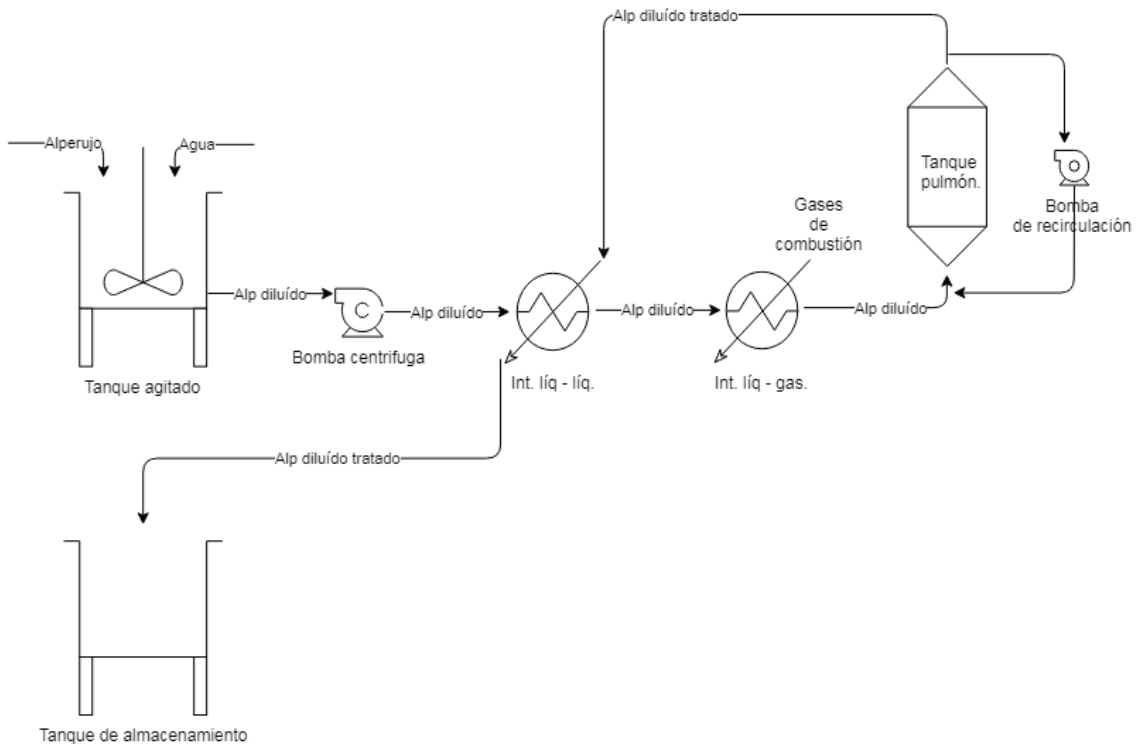 Alp diluído tratado
Alperujo
Agua
Tanque
pulmón.
Gases
de
combustión
Bomba
de recirculación
Alp diluído
C
Alp diluído
Alp diluído
Alp diluído
Bomba centrifuga
Int. líq - líq.
Int. líq - gas.
Tanque agitado
Alp diluído tratado
Tanque de almacenamiento